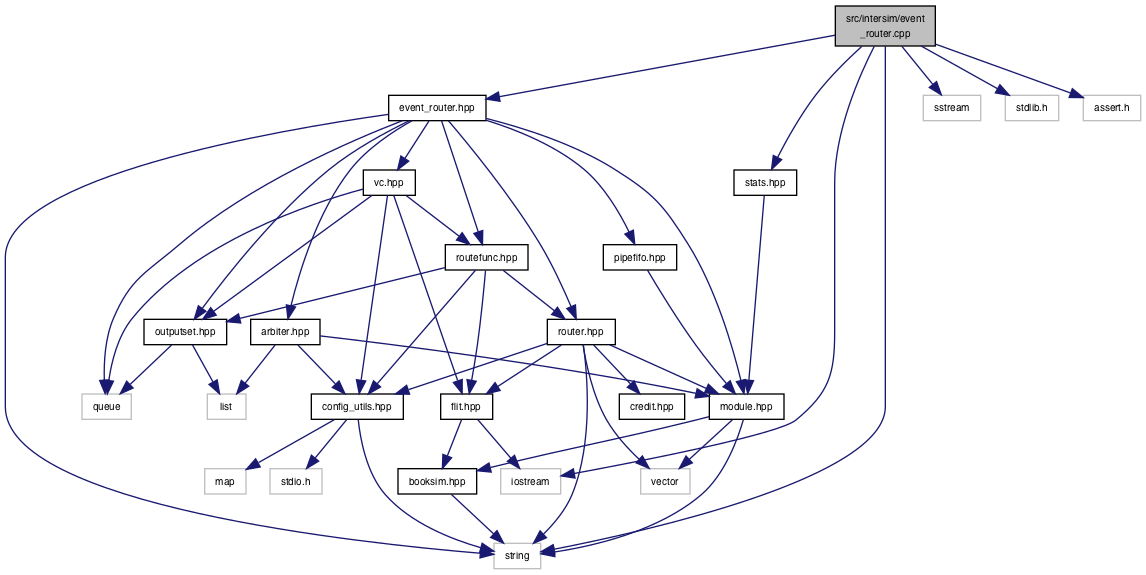 src/intersim/event
_router.cpp
event_router.hpp
sstream
stdlib.h
assert.h
vc.hpp
stats.hpp
routefunc.hpp
pipefifo.hpp
outputset.hpp
arbiter.hpp
router.hpp
queue
list
config_utils.hpp
flit.hpp
credit.hpp
module.hpp
map
stdio.h
booksim.hpp
iostream
vector
string